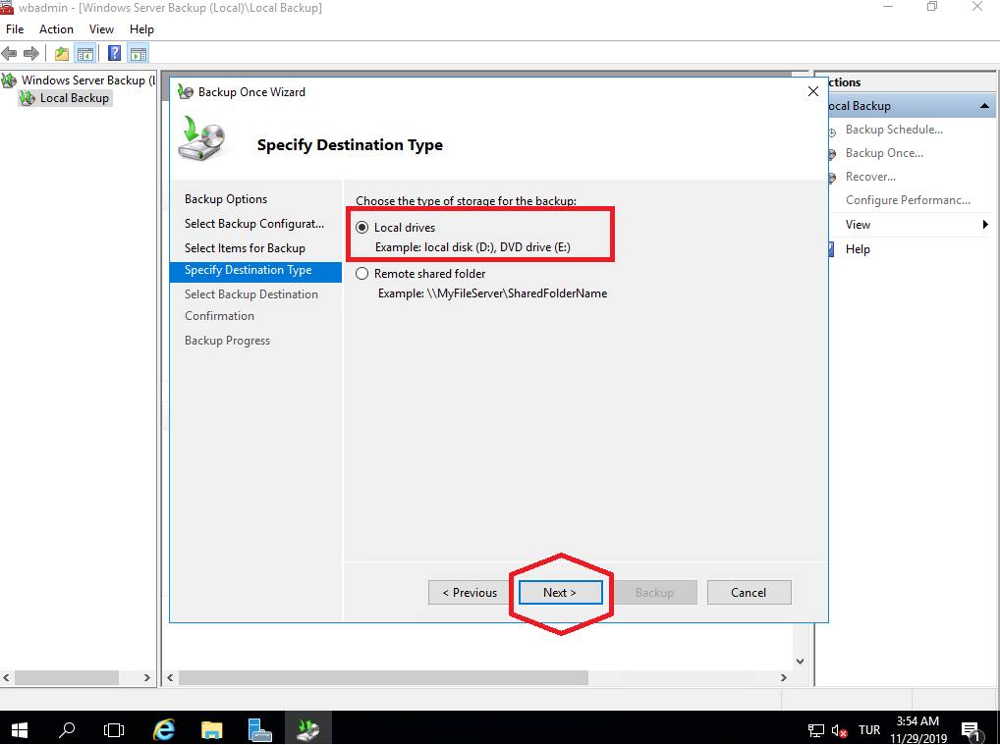 wbadmin - [Windows Server Backup (Local)\Local Backup]
File Action View Help
Windows Server Backup (L
Local Backup
Backup Once Wizard
Specify Destination Type
Backup Options
Select Backup Configurat...
Select Items for Backup
Specify Destination Type
Select Backup Destination
Confirmation
Backup Progress
Choose the type of storage for the backup:
Local drives
Example: local disk (D:), DVD drive (E:)
Remote shared folder
Example: \\MyFileServer\SharedFolderName
< Previous
Next >
Backup
Cancel
ctions
ocal Backup
Backup Schedule...
Backup Once...
Recover...
Configure Performanc...
View
Help
TUR
3:54 AM
11/29/2019
1